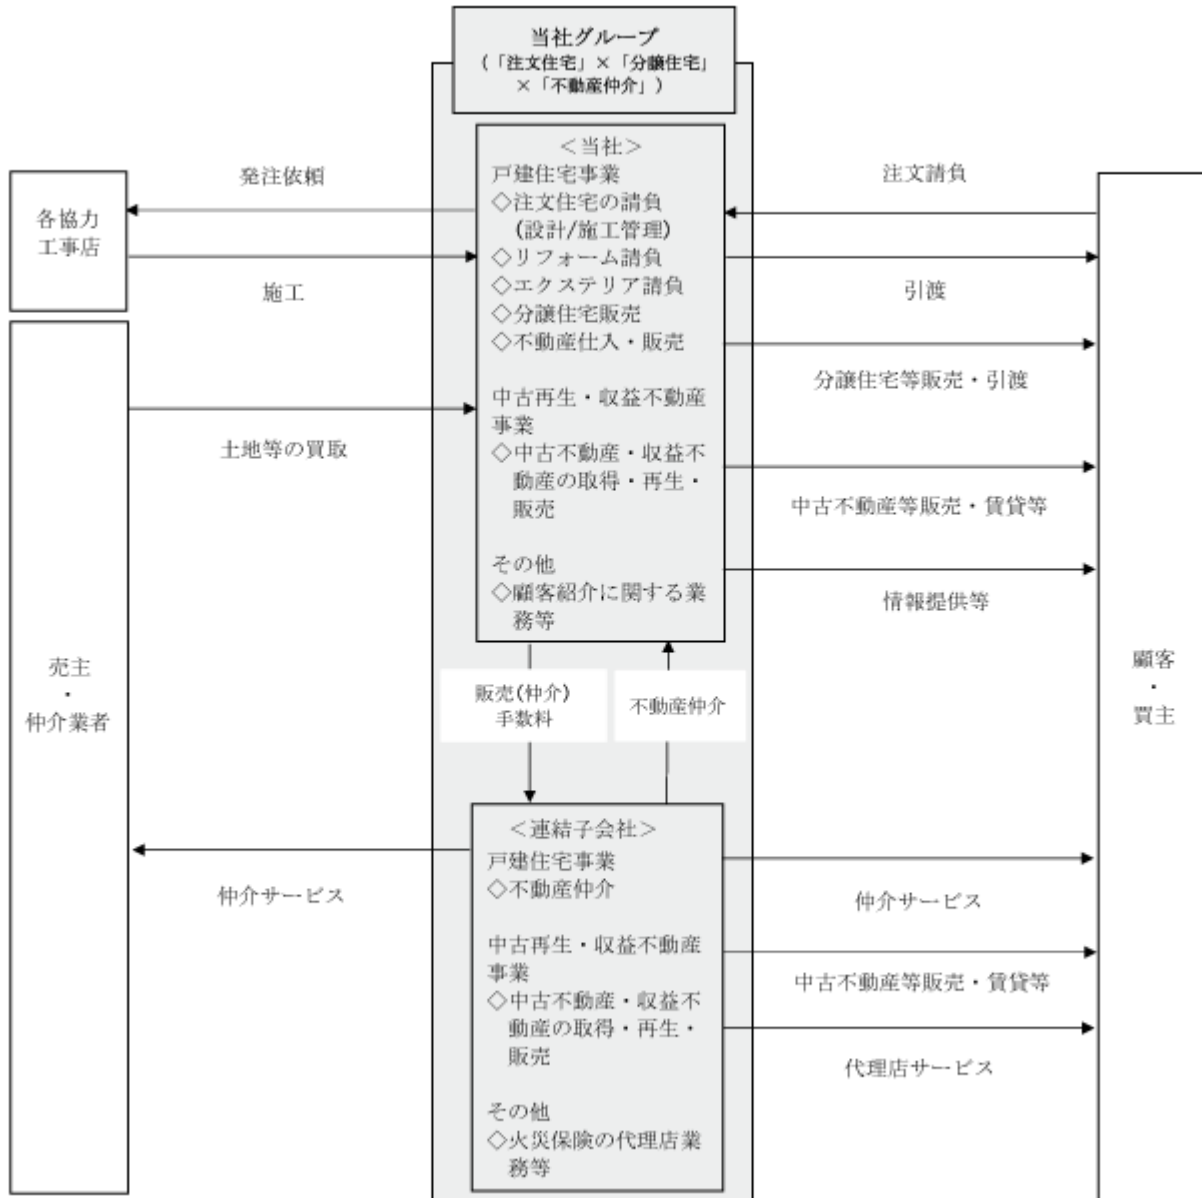 当社グループ
(「注文住宅」×「分譲住宅」
×「不動産仲介」)
<当社>
戸建住宅事業
◇注文住宅の請負
(設計/施工管理)
◇リフォーム請負
◇エクステリア請負
◇分譲住宅販売
◇不動産仕入・販売
中古再生・収益不動産
事業
◇中古不動産・収益不
動産の取得・再生・
販売
その他
◇顧客紹介に関する業
務等
各協力
工事店
発注依頼
施工
売主
・
仲介業者
土地等の買取
仲介サービス
注文請負
引渡
分譲住宅等販売・引渡
中古不動産等販売・賃貸等
情報提供等
顧客
・
買主
販売(仲介)
手数料
不動産仲介
<連結子会社>
戸建住宅事業
◇不動産仲介
中古再生・収益不動産
事業
◇中古不動産・収益不
動産の取得・再生・
販売
その他
◇火災保険の代理店業
務等
仲介サービス
中古不動産等販売・賃貸等
代理店サービス